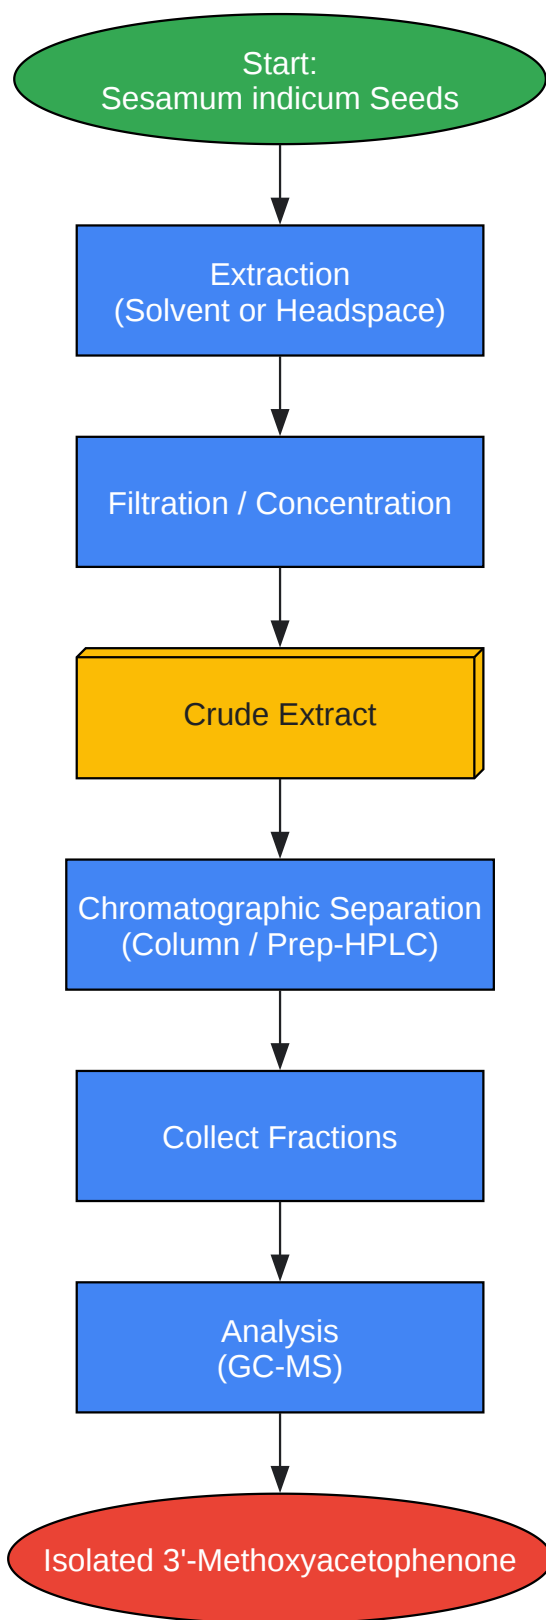 Start:
Sesamum indicum Seeds
Extraction
(Solvent or Headspace)
Filtration / Concentration
Crude Extract
Chromatographic Separation
(Column / Prep-HPLC)
Collect Fractions
Analysis
(GC-MS)
Isolated 3'-Methoxyacetophenone